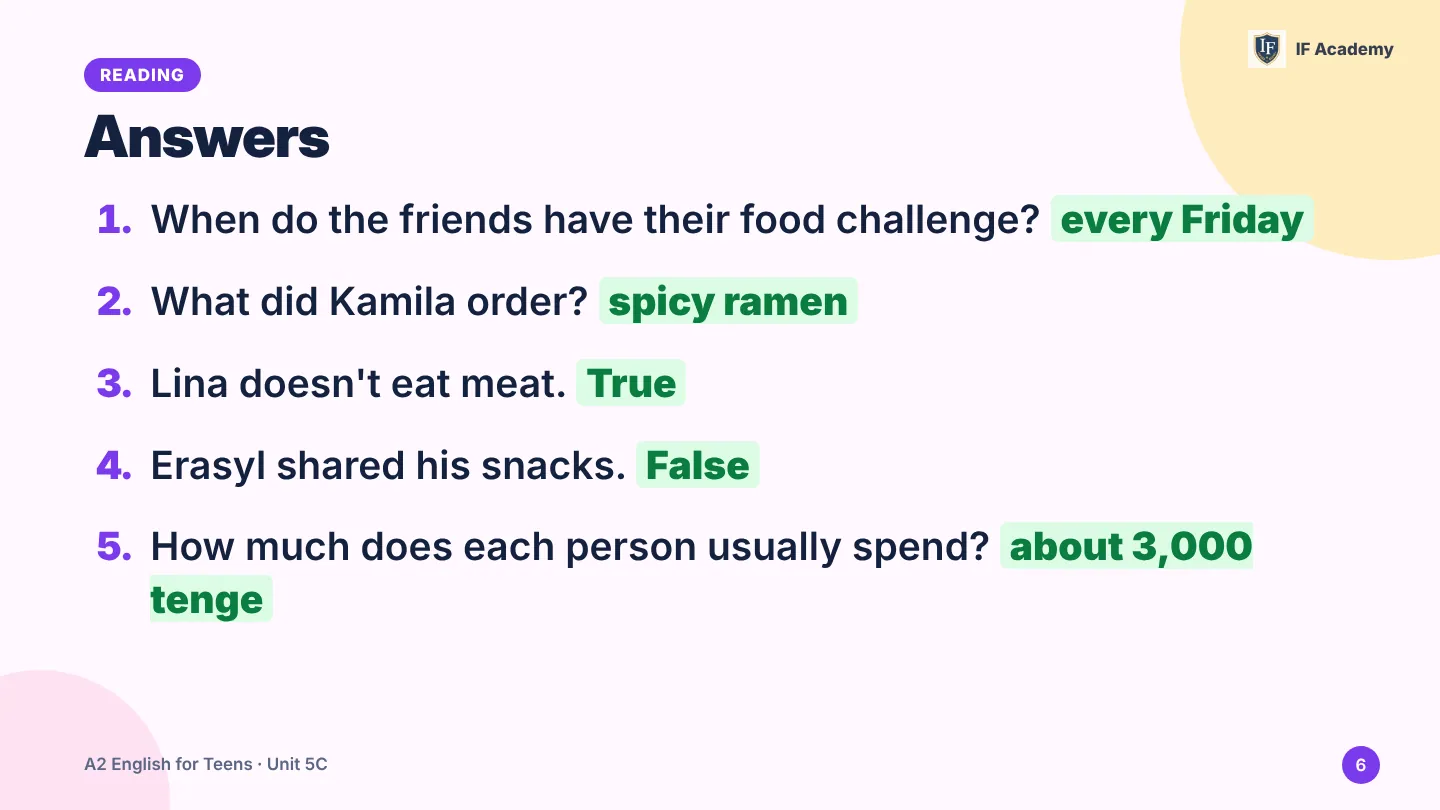 IF
IF Academy
READING
Answers
1. When do the friends have their food challenge? every Friday
2. What did Kamila order? spicy ramen
3. Lina doesn't eat meat. True
4. Erasyl shared his snacks. False
5. How much does each person usually spend? about 3,000
tenge
A2 English for Teens · Unit 5C
6